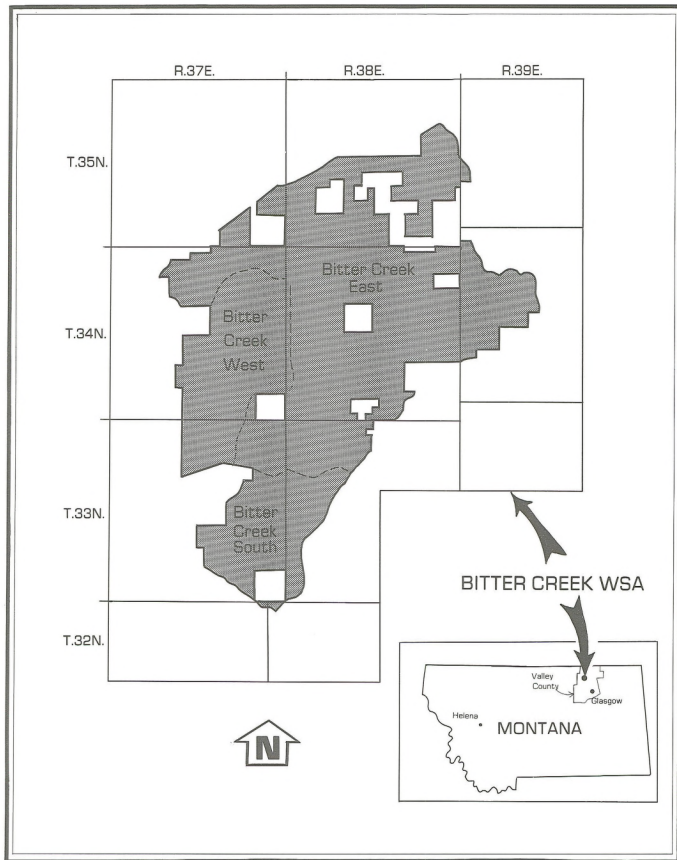 R.37E. R.38E. R.39E.
T.35N.
Bitter Creek
East
Bitter
Creek
West
T.34N.
T.33N.
Bitter
Creek
South
BITTER CREEK WSA
T.32N.
Valley
County
Glasgow
Helena
MONTANA
N